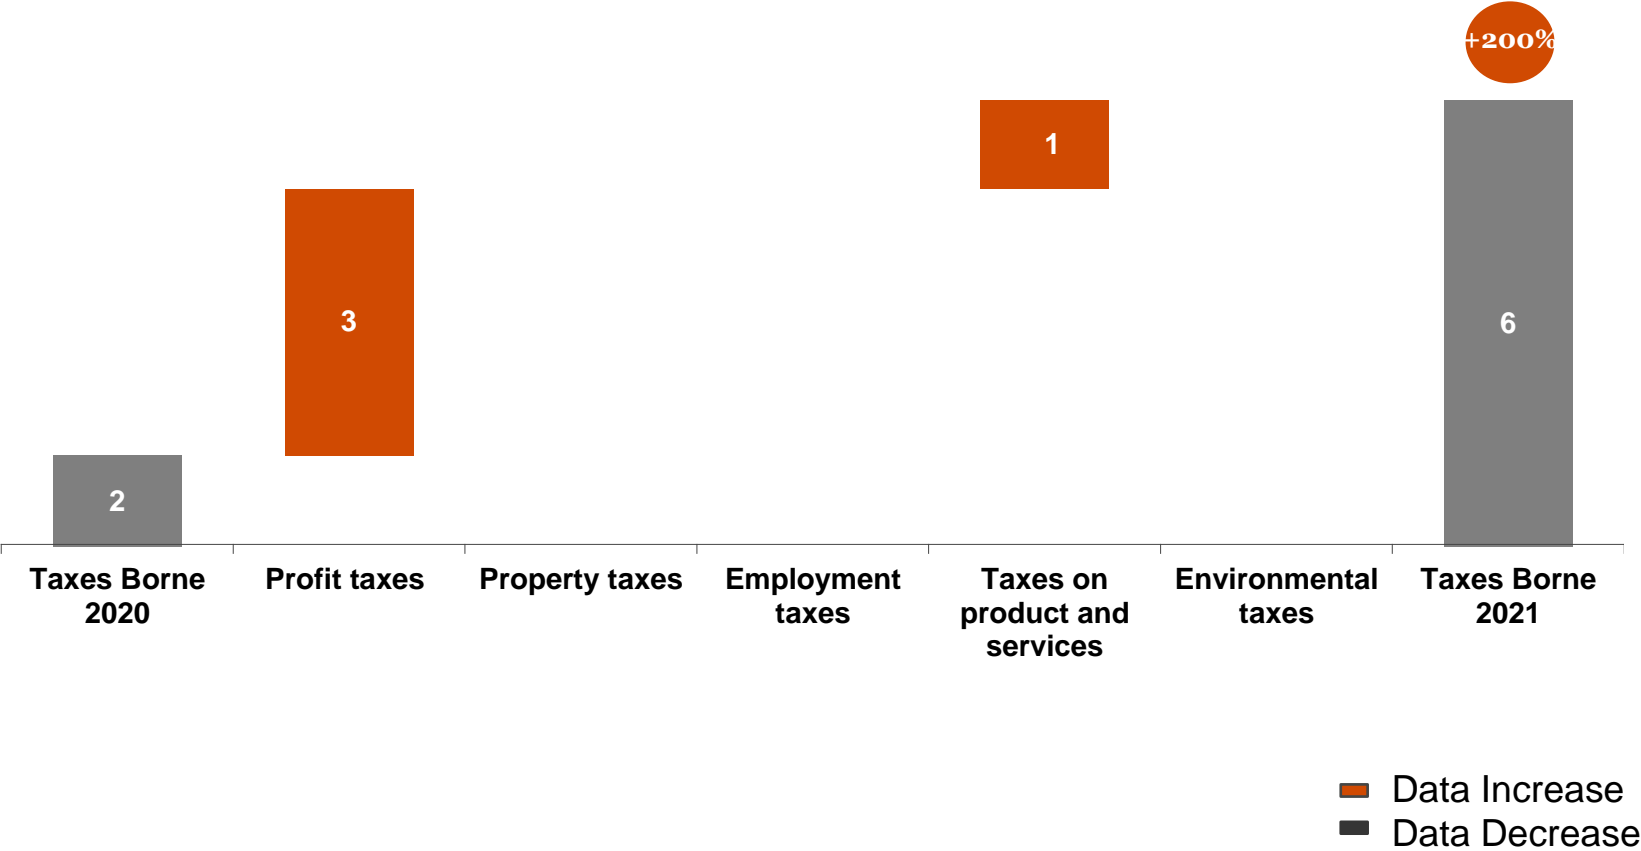 +200%
1
3
6
2
Taxes Borne
2020
Profit taxes
Property taxes
Employment
taxes
Taxes on
product and
services
Environmental
taxes
Taxes Borne
2021
Data Increase
Data Decrease